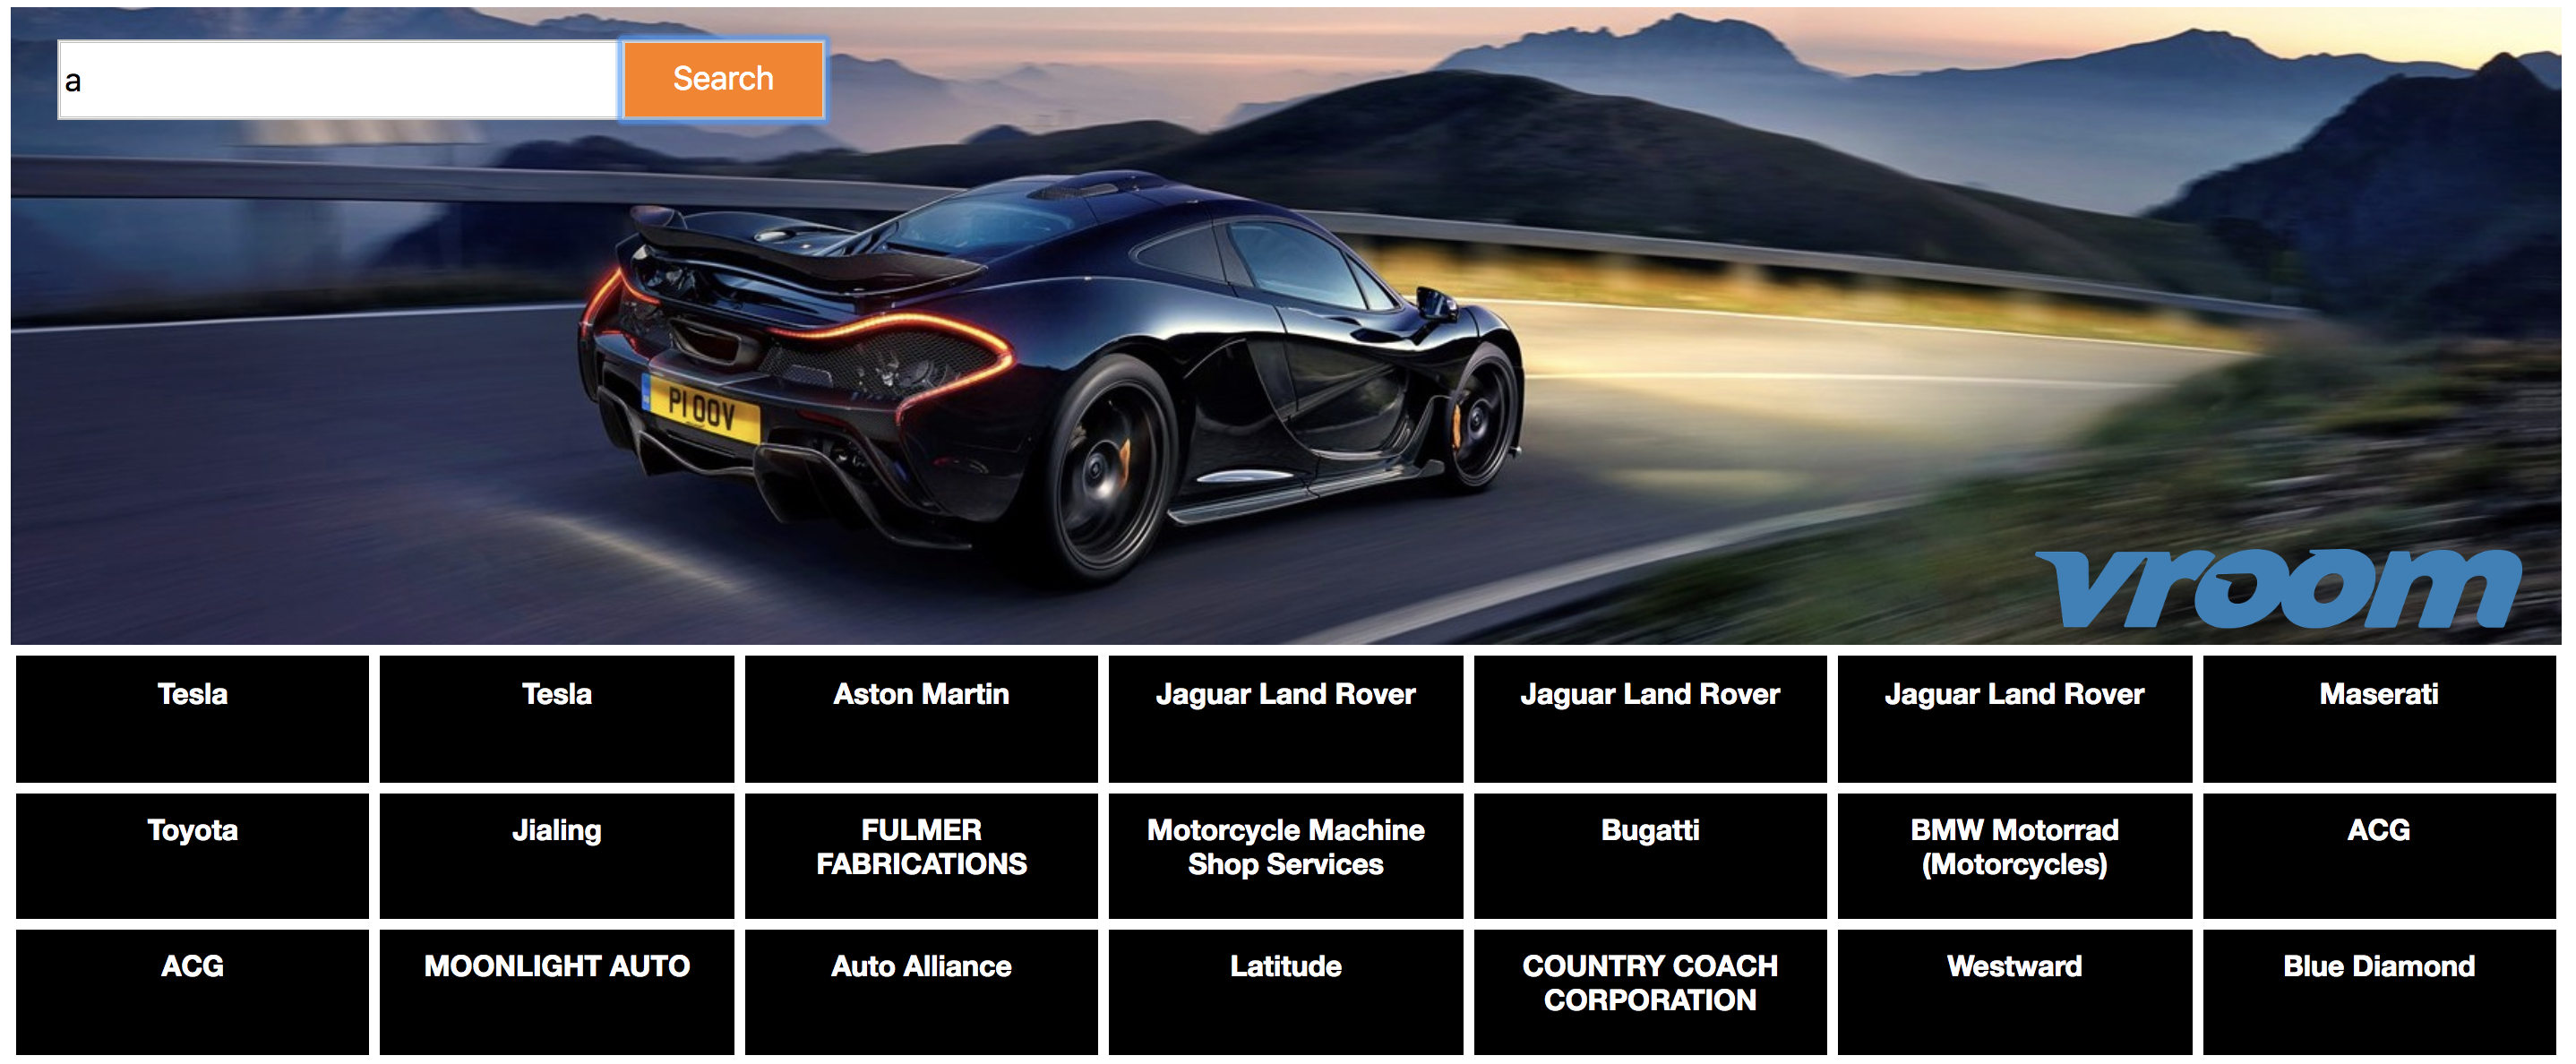 a
Search
P1 OOV
vroom
Tesla
Tesla
Aston Martin
Jaguar Land Rover
Jaguar Land Rover
Jaguar Land Rover
Maserati
Toyota
Jialing
FULMER
FABRICATIONS
Motorcycle Machine
Shop Services
Bugatti
BMW Motorrad
(Motorcycles)
ACG
ACG
MOONLIGHT AUTO
Auto Alliance
Latitude
COUNTRY COACH
CORPORATION
Westward
Blue Diamond